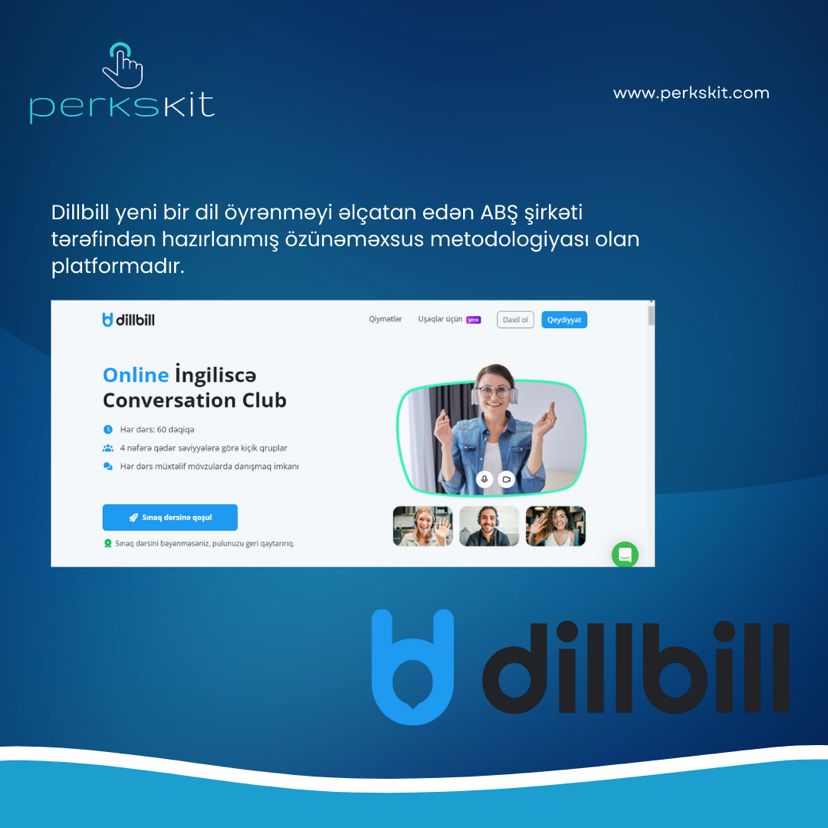 perkskit
www.perkskit.com
Dillbill yeni bir dil öyrənməyi əlçatan edən ABŞ şirkəti
tərəfindən hazırlanmış özünəməxsus metodologiyası olan
platformadır.
dillbill
Qiymətlər
Uşaqlar üçün
yeni
Daxil ol
Qeydiyyat
Online İngiliscə
Conversation Club
Hər dərs: 60 dəqiqə
4 nəfərə qədər səviyyələrə görə kiçik qruplar
Hər dərs müxtəlif mövzularda danışmaq imkanı
Sınaq dərsinə qoşul
Sınaq dərsini bəyənməsəniz, pulunuzu geri qaytarırıq.
dillbill